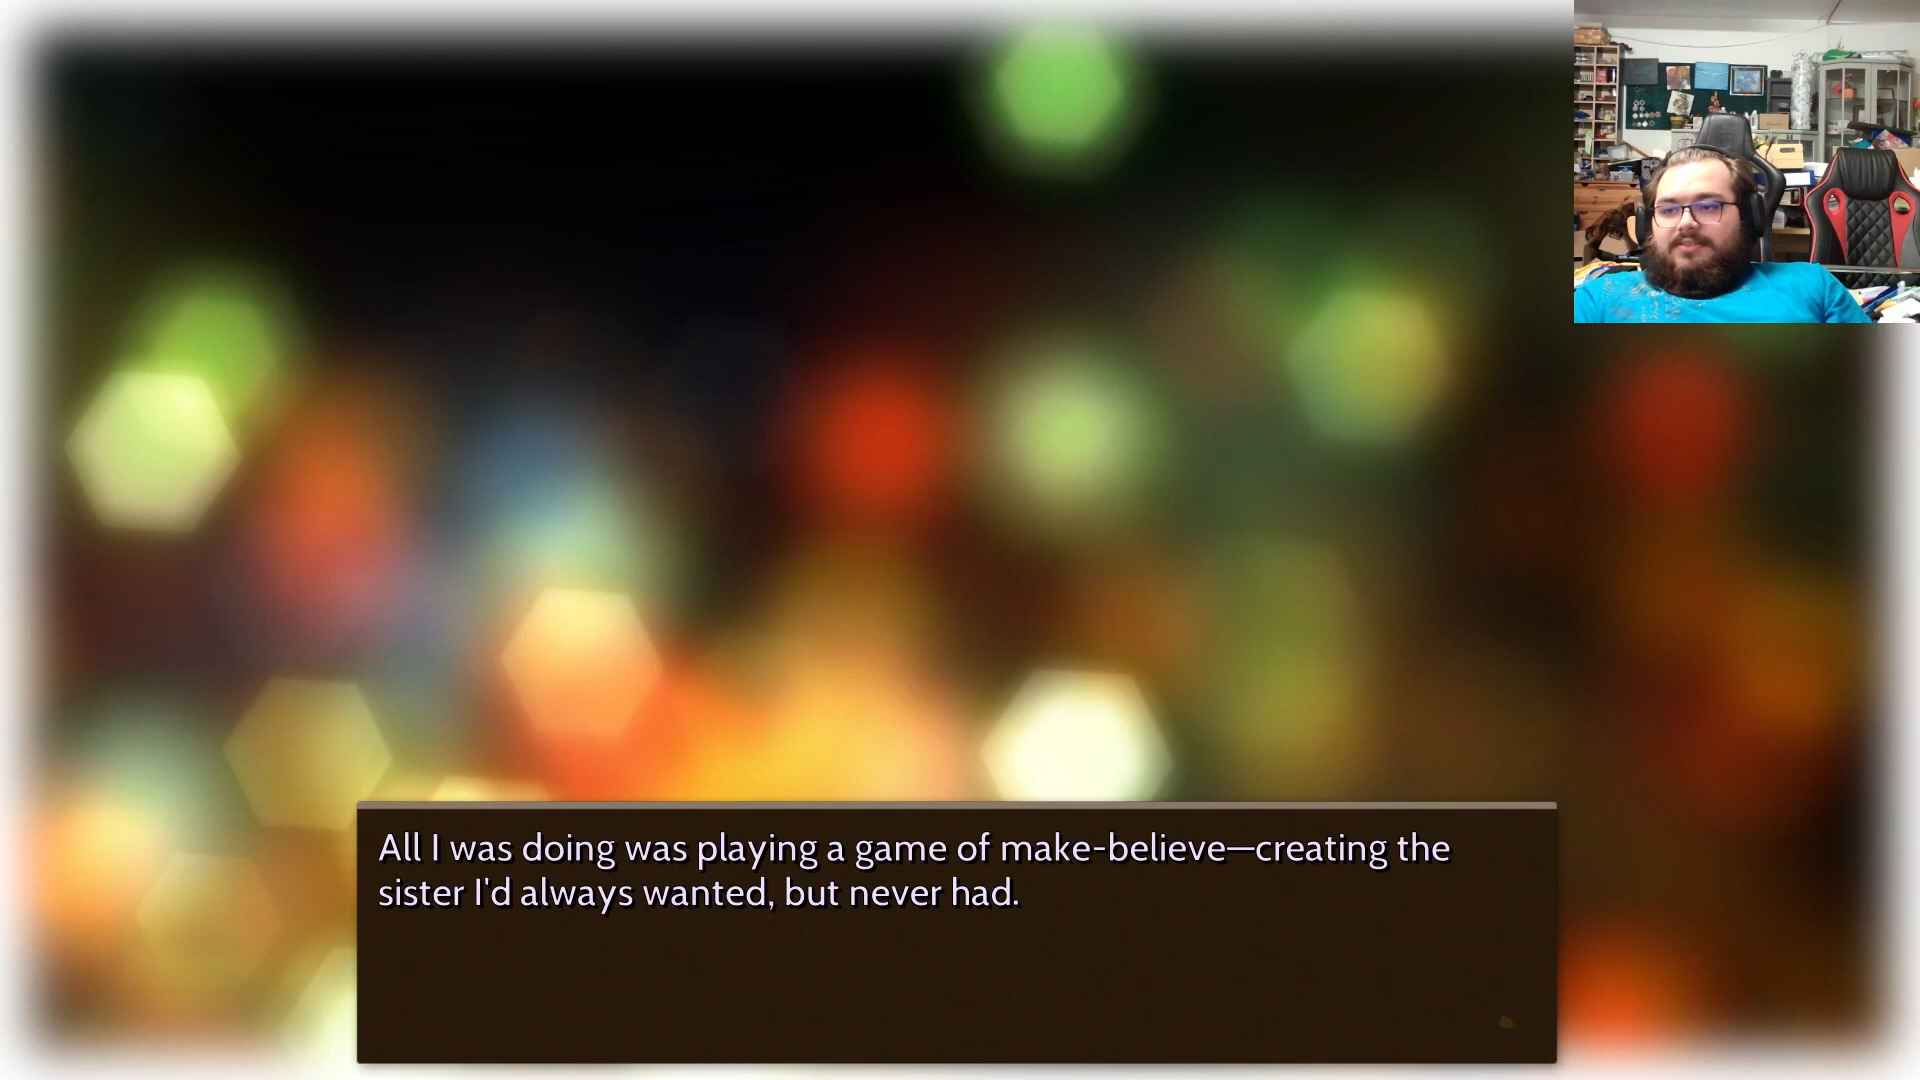 All I was doing was playing a game of make-believe—creating the
sister I'd always wanted, but never had.